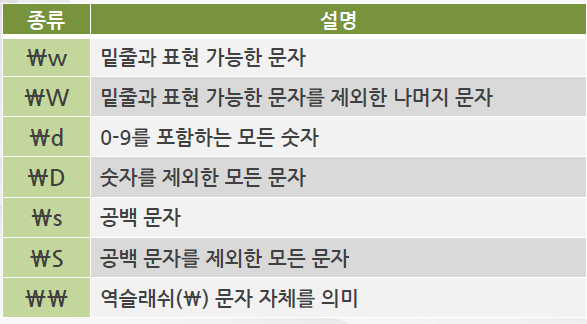 종류 설명
₩w 밑줄과 표현 가능한 문자
₩W 밑줄과 표현 가능한 문자를 제외한 나머지 문자
₩d 0-9를 포함하는 모든 숫자
₩D 숫자를 제외한 모든 문자
₩s 공백 문자
₩S 공백 문자를 제외한 모든 문자
₩₩ 역슬래쉬(₩) 문자 자체를 의미